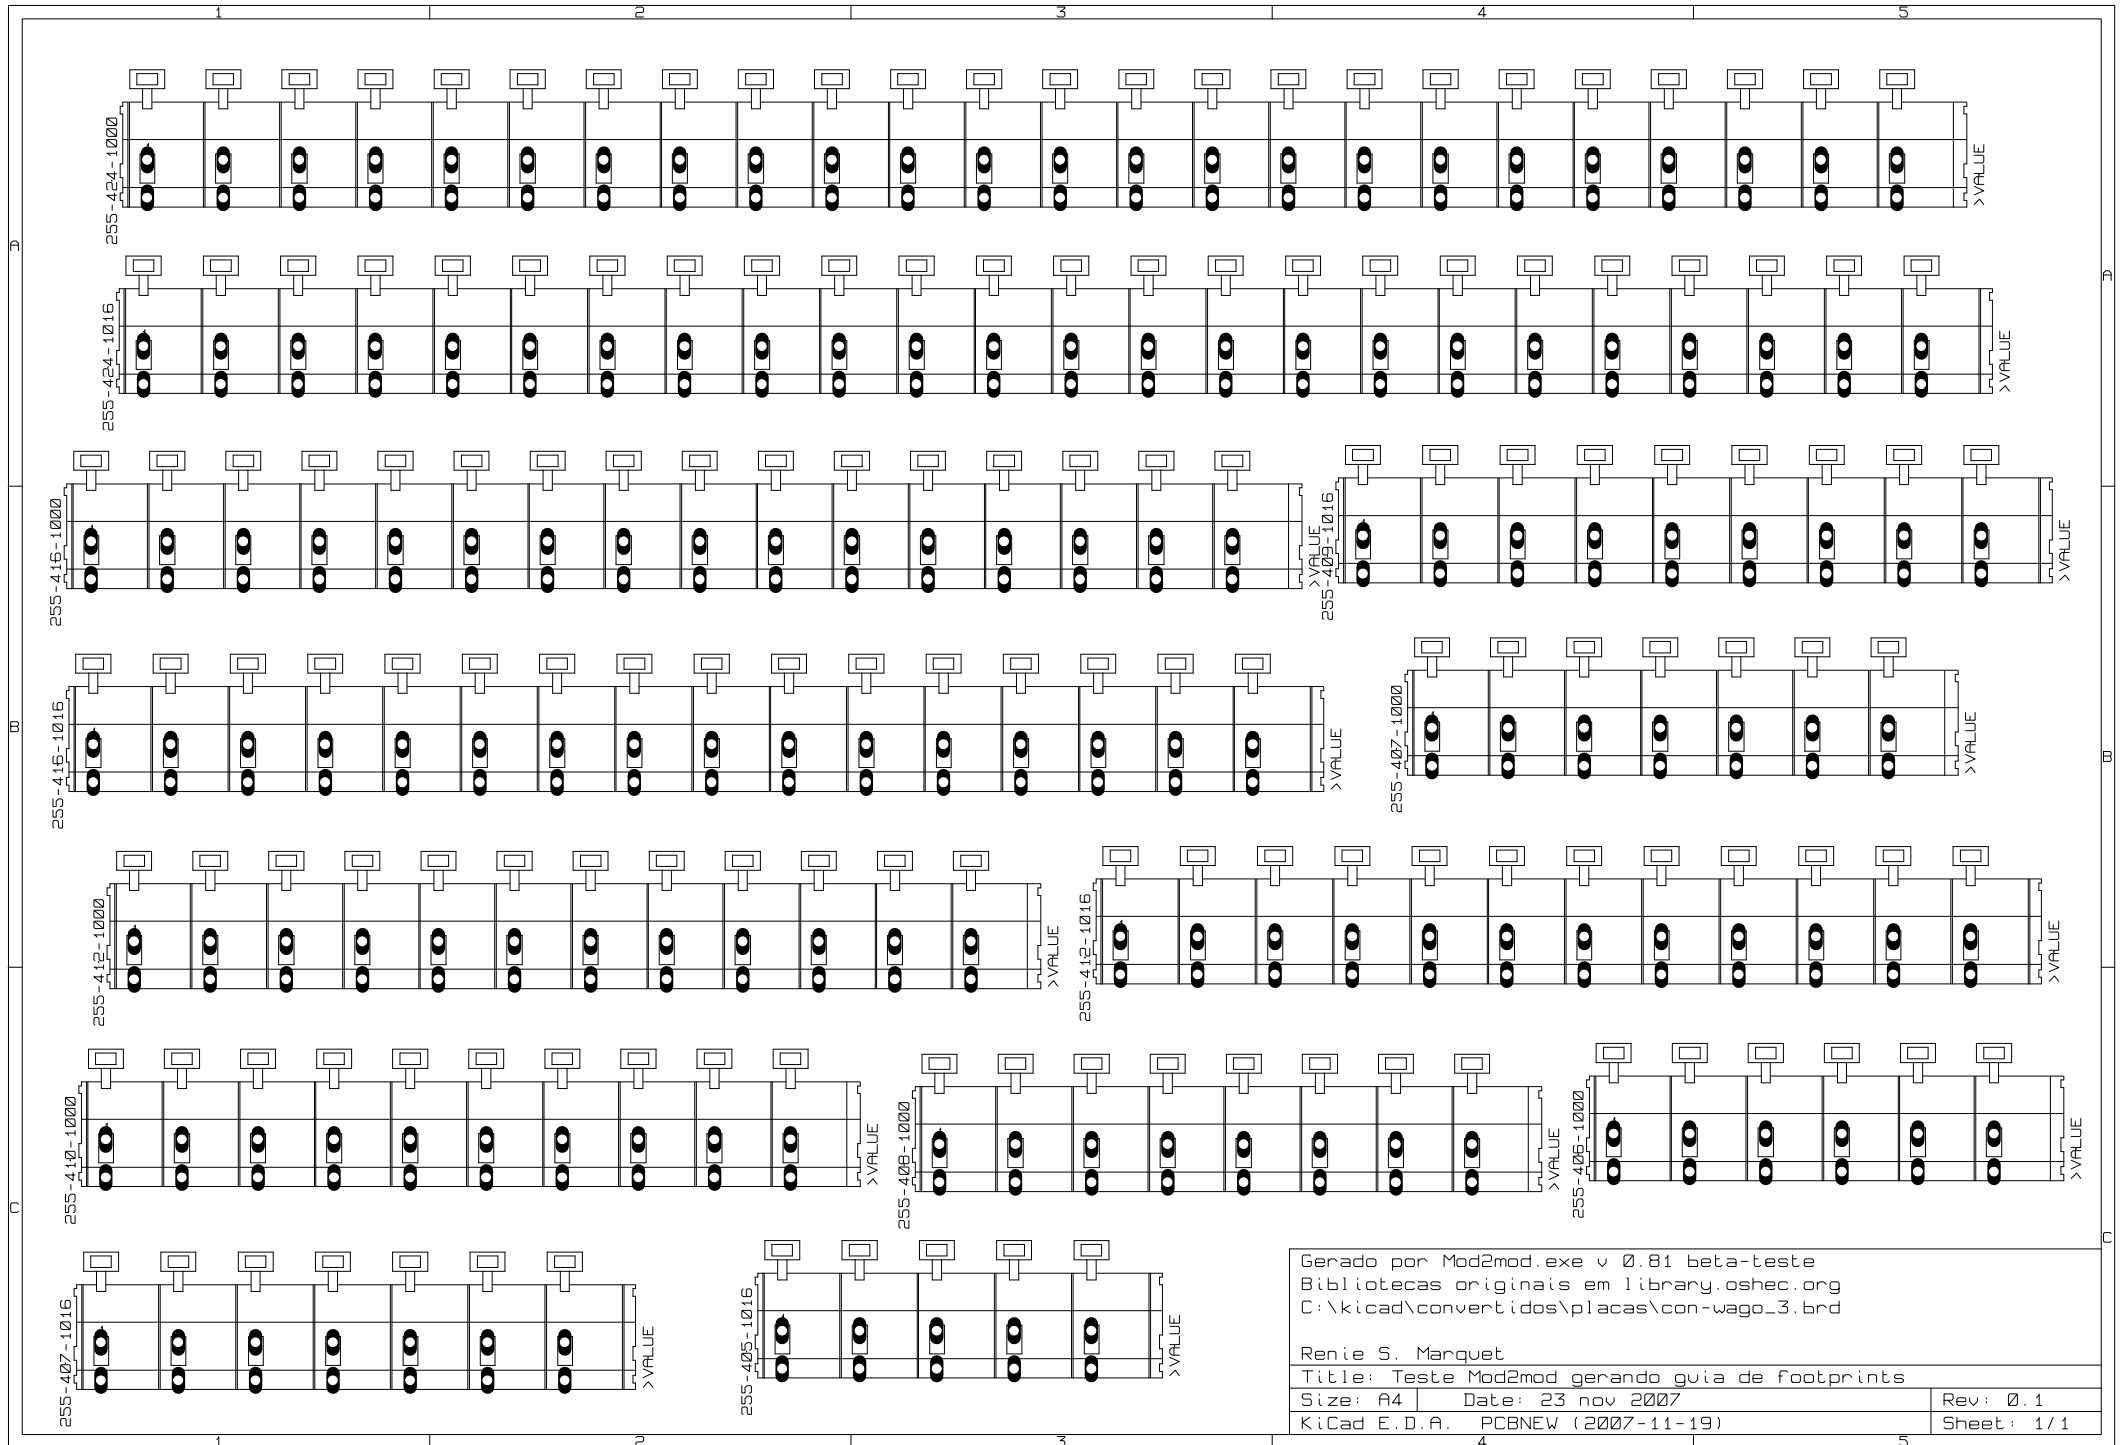 1 2 3 4 5
255-424-1000 >VALUE
A A
255-424-1016 >VALUE
255-416-1000 >VALUE
255-409-1016 >VALUE
255-416-1016 >VALUE
255-407-1000 >VALUE
B B
255-412-1000 >VALUE
255-412-1016 >VALUE
255-410-1000 >VALUE
255-408-1000 >VALUE
255-406-1000 >VALUE
C C
255-407-1016 >VALUE
255-405-1016 >VALUE
Gerado por Mod2mod.exe v 0.81 beta-teste
Bibliotecas originais em library.oshec.org
C:\kicad\convertidos\placas\con-wago_3.brd
Renie S. Marquet
Title: Teste Mod2mod gerando guia de footprints
Size: A4 Date: 23 nov 2007 Rev: 0.1
KiCad E.D.A. PCBNEW (2007-11-19) Sheet: 1/1
1 2 3 4 5